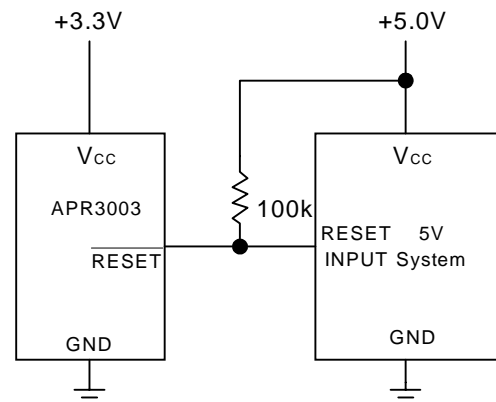 +3.3V
+5.0V
VCC
APR3003
RESET
GND
100k
VCC
RESET 5V
INPUT System
GND